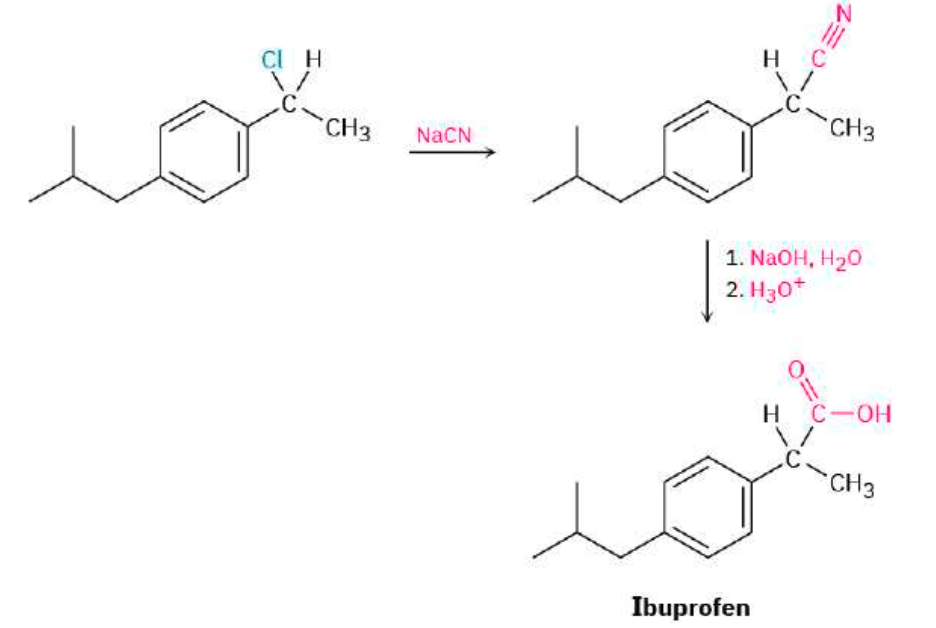 Cl H
C
CH3
NaCN
N
H C
C
CH3
1. NaOH, H2O
2. H3O+
O
H C—OH
C
CH3
Ibuprofen